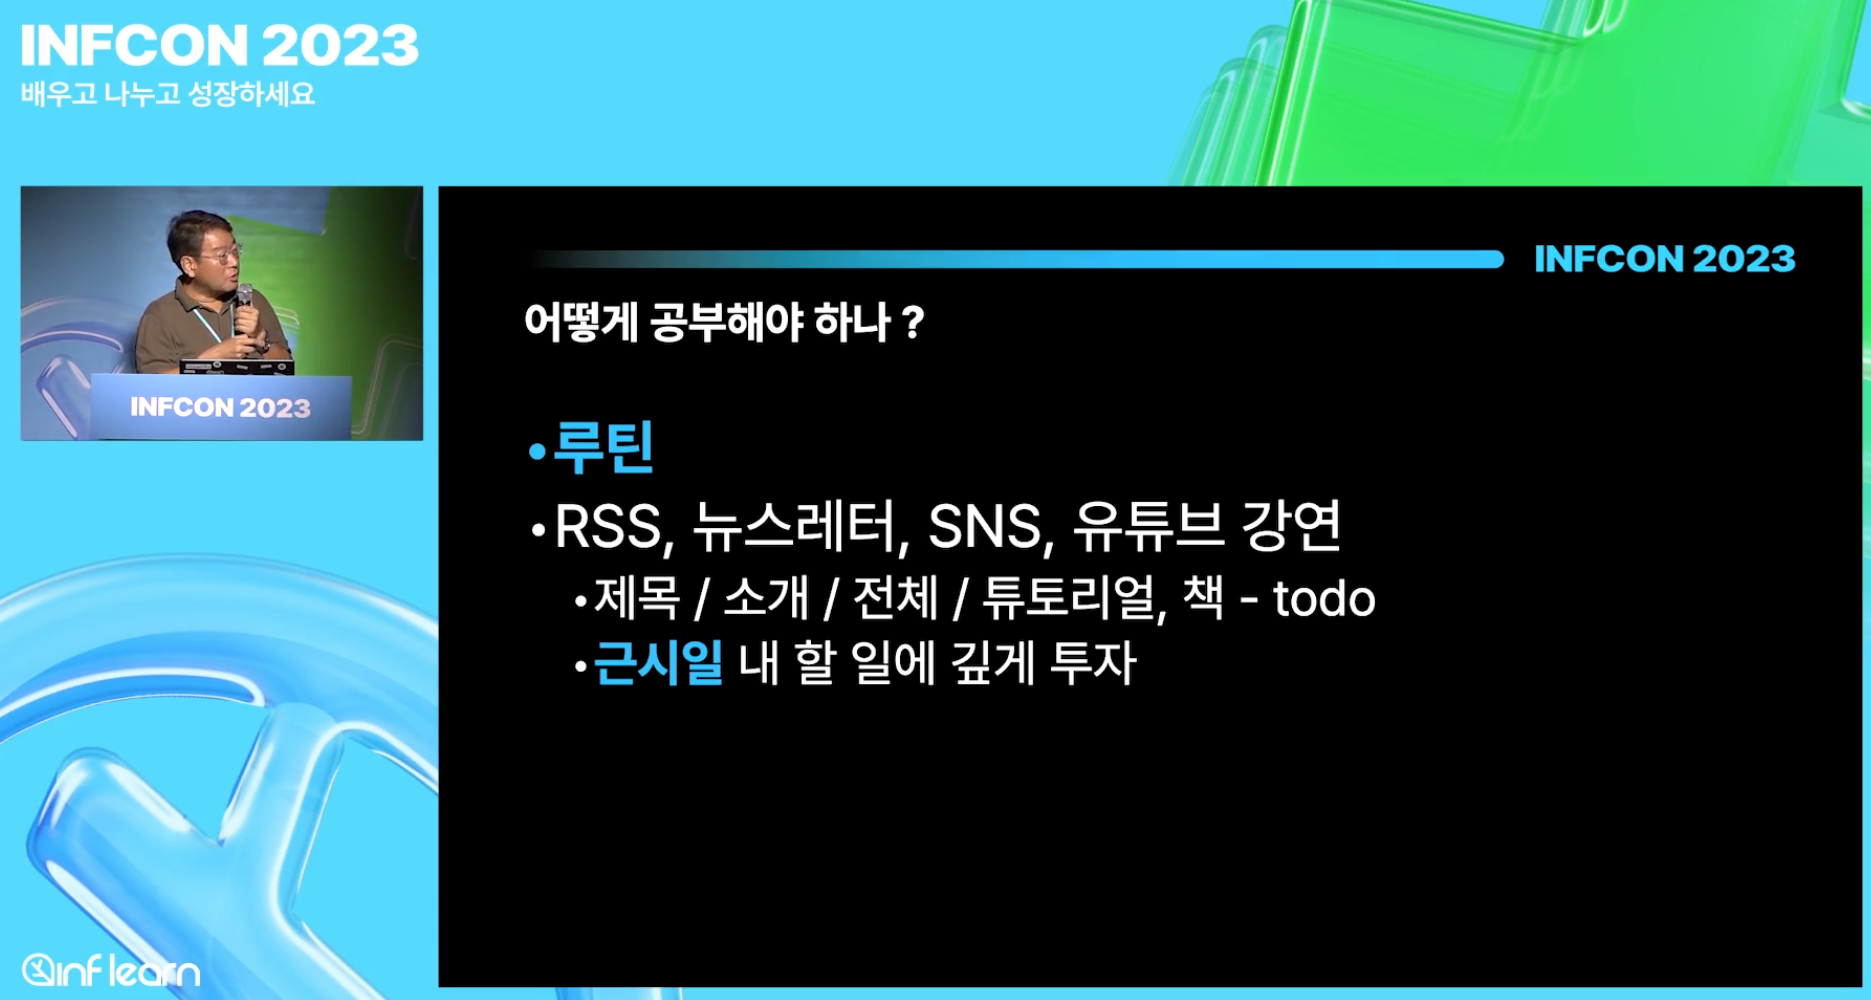 INFCON 2023
배우고 나누고 성장하세요
INFCON 2023
INFCON 2023
어떻게 공부해야 하나 ?
•루틴
•RSS, 뉴스레터, SNS, 유튜브 강연
•제목 / 소개 / 전체 / 튜토리얼, 책 - todo
•근시일 내 할 일에 깊게 투자
inflearn